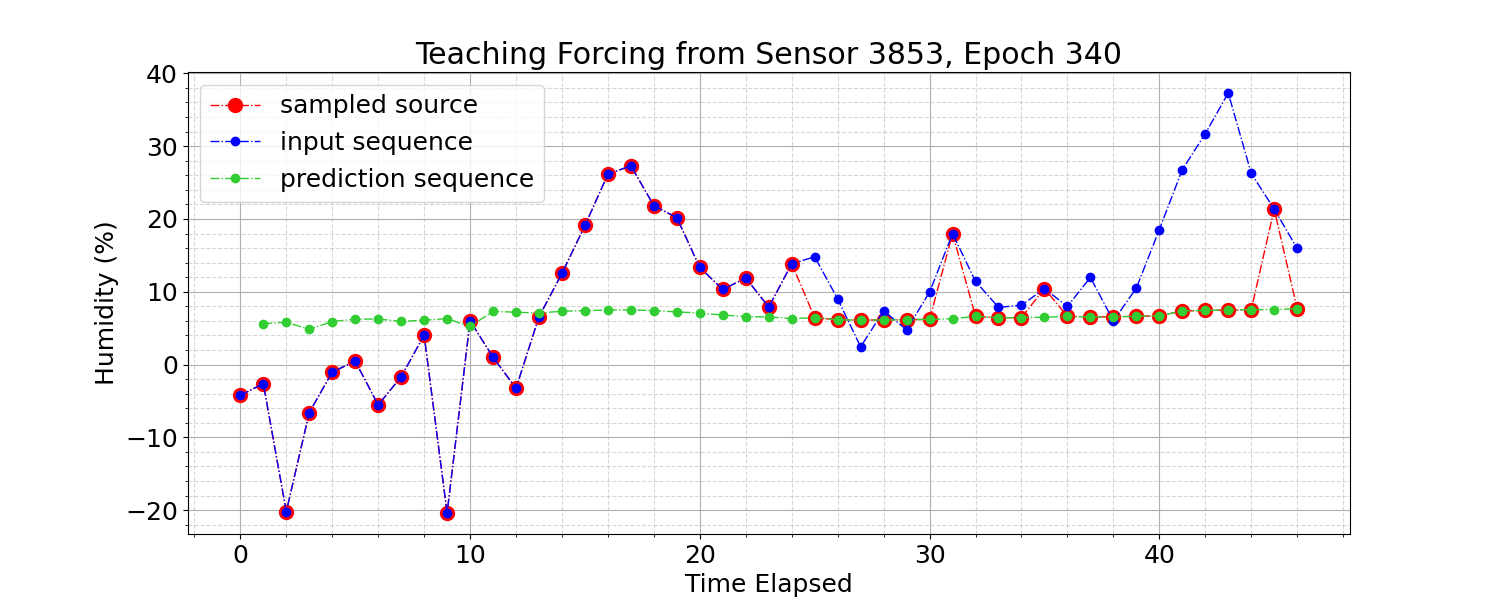 Teaching Forcing from Sensor 3853, Epoch 340
sampled source
input sequence
prediction sequence
Humidity (%)
40
30
20
10
0
−10
−20
0 10 20 30 40
Time Elapsed